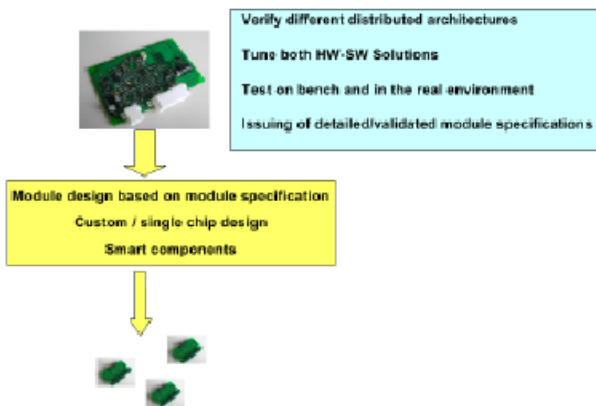 Verify different distributed architectures
Tune both HW-SW Solutions
Test on bench and in the real environment
Issuing of detailed/validated module specifications
Module design based on module specification
Custom / single chip design
Smart components